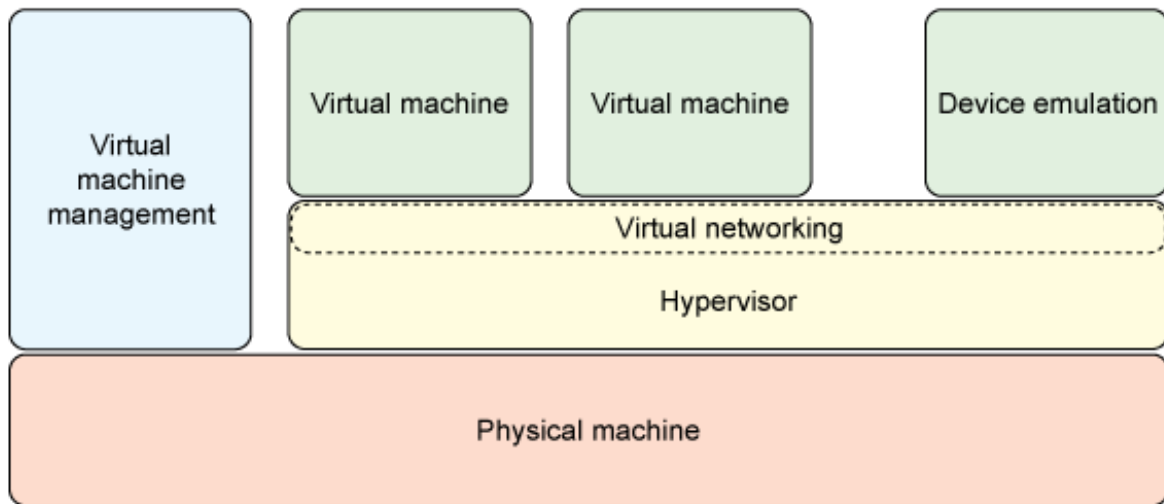 Virtual
machine
management
Virtual machine
Virtual machine
Device emulation
Virtual networking
Hypervisor
Physical machine